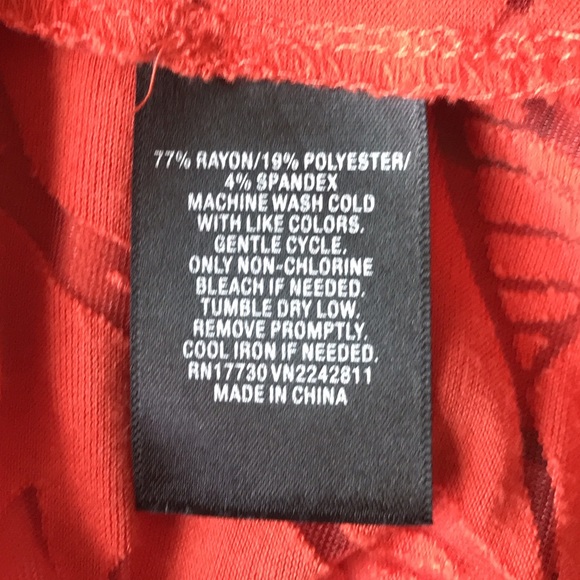 77% RAYON/19% POLYESTER/
4% SPANDEX
MACHINE WASH COLD
WITH LIKE COLORS.
GENTLE CYCLE.
ONLY NON-CHLORINE
BLEACH IF NEEDED.
TUMBLE DRY LOW.
REMOVE PROMPTLY.
COOL IRON IF NEEDED.
RN17730 VN2242811
MADE IN CHINA